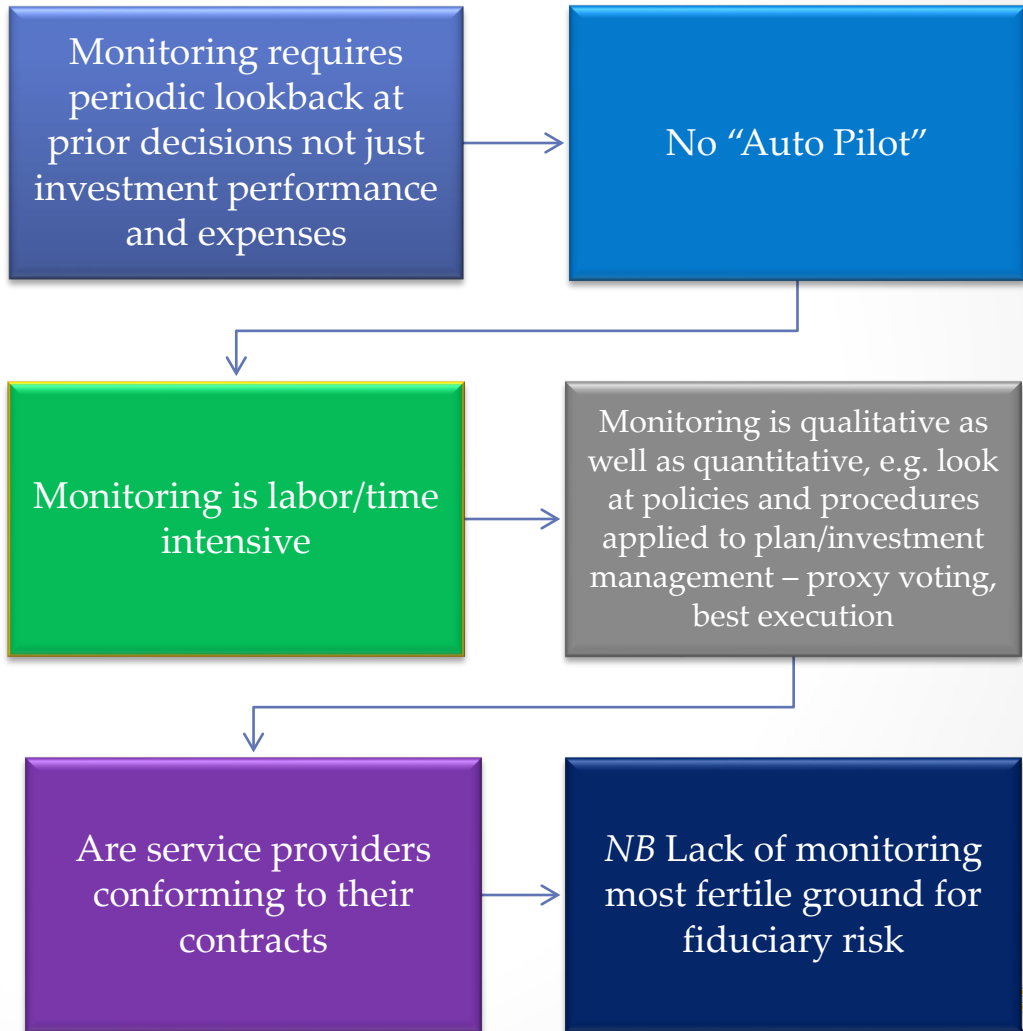 Monitoring requires
periodic lookback at
prior decisions not just
investment performance
and expenses
No “Auto Pilot”
Monitoring is labor/time
intensive
Monitoring is qualitative as
well as quantitative, e.g. look
at policies and procedures
applied to plan/investment
management – proxy voting,
best execution
Are service providers
conforming to their
contracts
NB Lack of monitoring
most fertile ground for
fiduciary risk